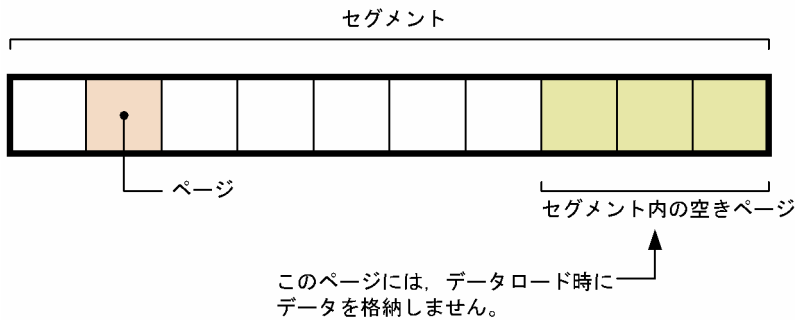 セグメント
ページ
セグメント内の空きページ
このページには，データロード時に
データを格納しません。